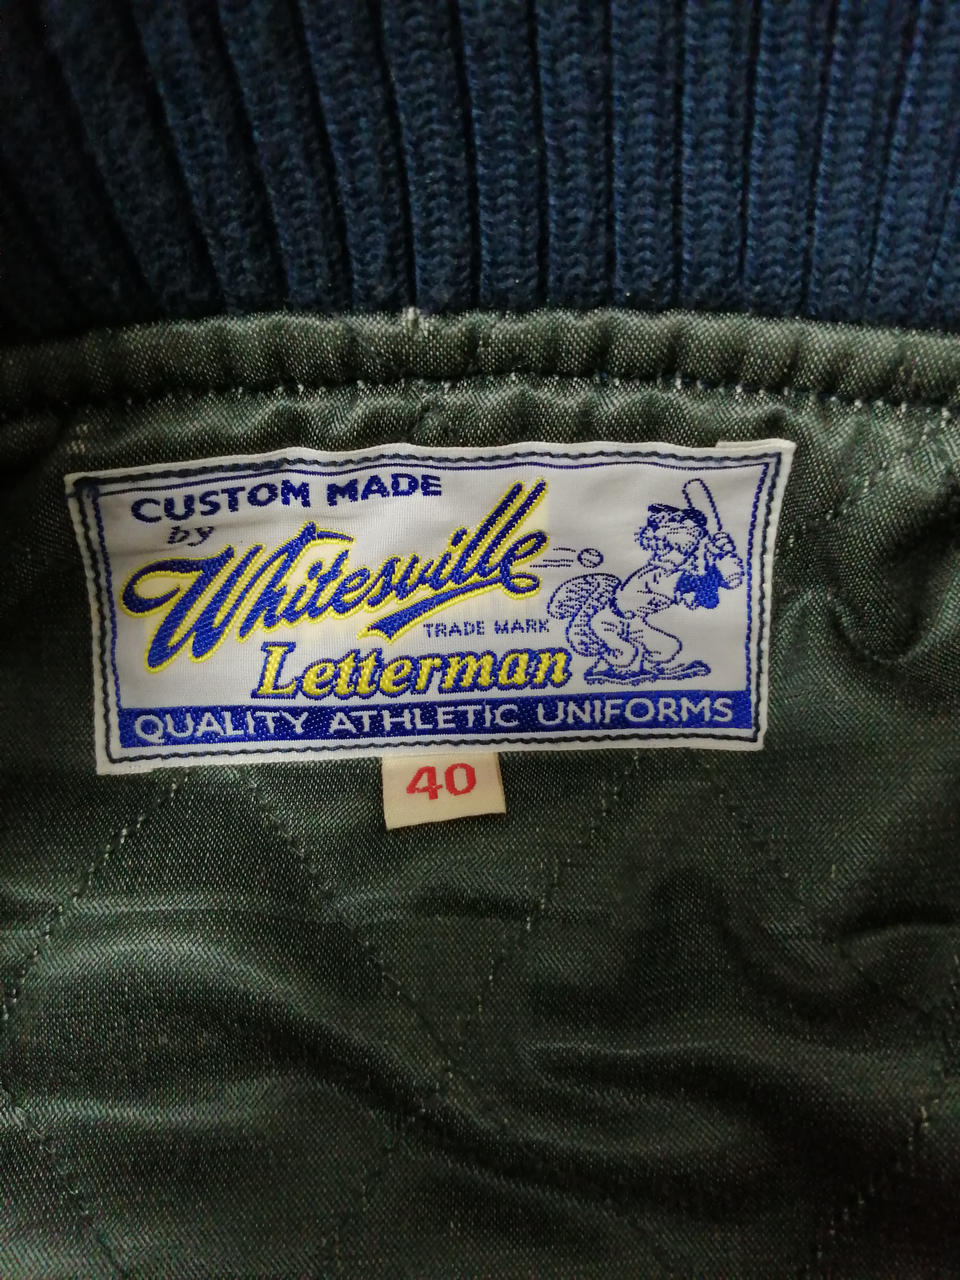 CUSTOM MADE
by
Whitesville
TRADE MARK
Letterman
QUALITY ATHLETIC UNIFORMS
40